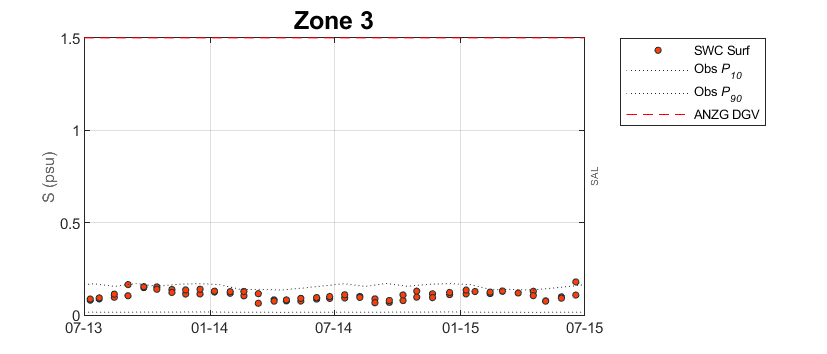 Zone 3
1.5
1
0.5
0
S (psu)
07-13
01-14
07-14
01-15
07-15
SAL
SWC Surf
Obs P10
Obs P90
ANZG DGV